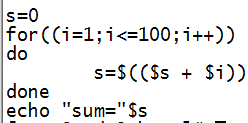 s=0
for((i=1;i<=100;i++))
do
        s=$(($s + $i))
done
echo "sum="$s